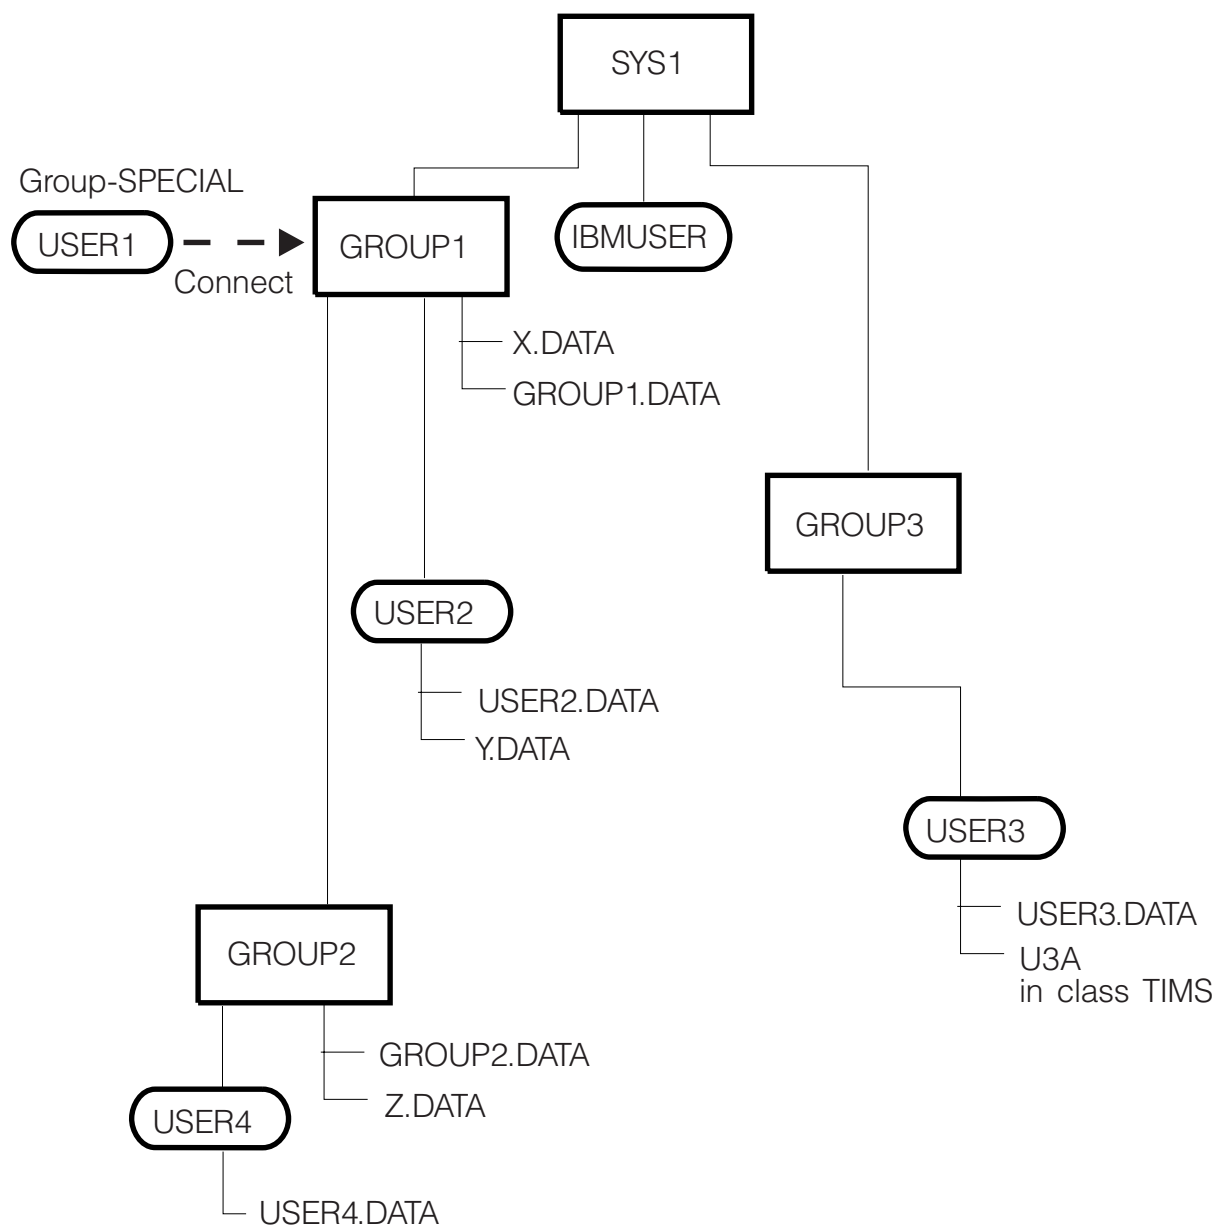 SYS1
Group-SPECIAL
USER1
Connect
GROUP1
IBMUSER
X.DATA
GROUP1.DATA
GROUP3
USER2
USER2.DATA
Y.DATA
USER3
USER3.DATA
U3A
in class TIMS
GROUP2
GROUP2.DATA
Z.DATA
USER4
USER4.DATA